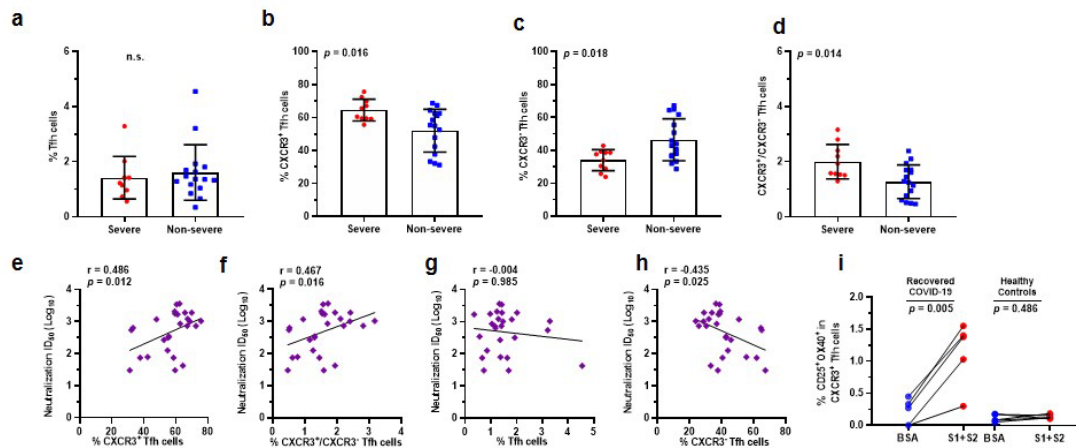 a
6
4
2
0
% Tfh cells
n.s.
Severe
Non-severe
b
100
80
60
40
20
0
% CXCR3⁺ Tfh cells
p = 0.016
Severe
Non-severe
c
100
80
60
40
20
0
% CXCR3⁻ Tfh cells
p = 0.018
Severe
Non-severe
d
6
4
2
0
CXCR3⁺/CXCR3⁻ Tfh cells
p = 0.014
Severe
Non-severe
e
r = 0.486
p = 0.012
Neutralization ID₅₀ (Log₁₀)
4
3
2
1
0
0 20 40 60 80
% CXCR3⁺ Tfh cells
f
r = 0.467
p = 0.016
Neutralization ID₅₀ (Log₁₀)
4
3
2
1
0
0 1 2 3 4
% CXCR3⁺/CXCR3⁻ Tfh cells
g
r = -0.004
p = 0.985
Neutralization ID₅₀ (Log₁₀)
4
3
2
1
0
0 1 2 3 4 5
% Tfh cells
h
r = -0.435
p = 0.025
Neutralization ID₅₀ (Log₁₀)
4
3
2
1
0
0 20 40 60 80
% CXCR3⁻ Tfh cells
i
Recovered
COVID-19
p = 0.005
Healthy
Controls
p = 0.486
% CD25⁺OX40⁺ in
CXCR3⁺ Tfh cells
2.0
1.5
1.0
0.5
0.0
BSA S1+S2 BSA S1+S2